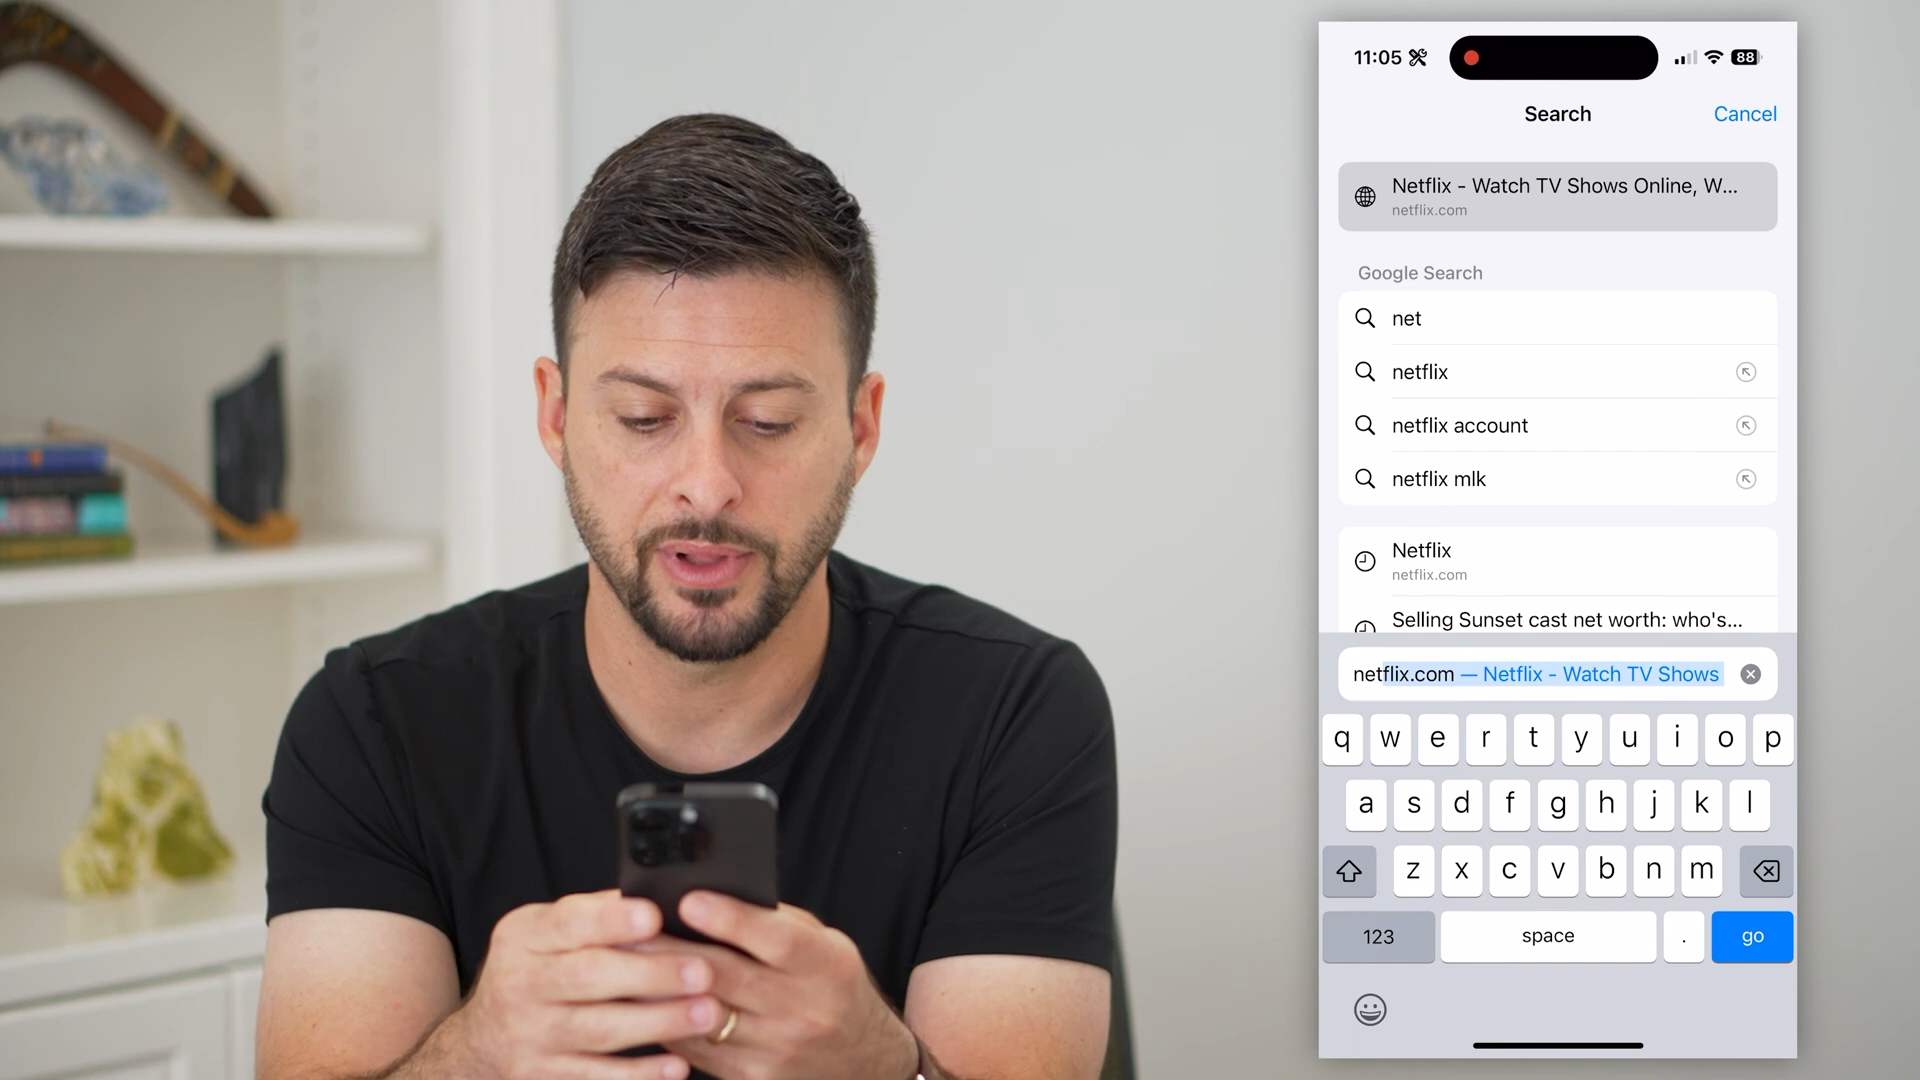 11:05
88
Search
Cancel
Netflix - Watch TV Shows Online, W...
netflix.com
Google Search
net
netflix
netflix account
netflix mlk
Netflix
netflix.com
Selling Sunset cast net worth: who's...
netflix.com — Netflix - Watch TV Shows
q w e r t y u i o p
a s d f g h j k l
z x c v b n m
123 space . go